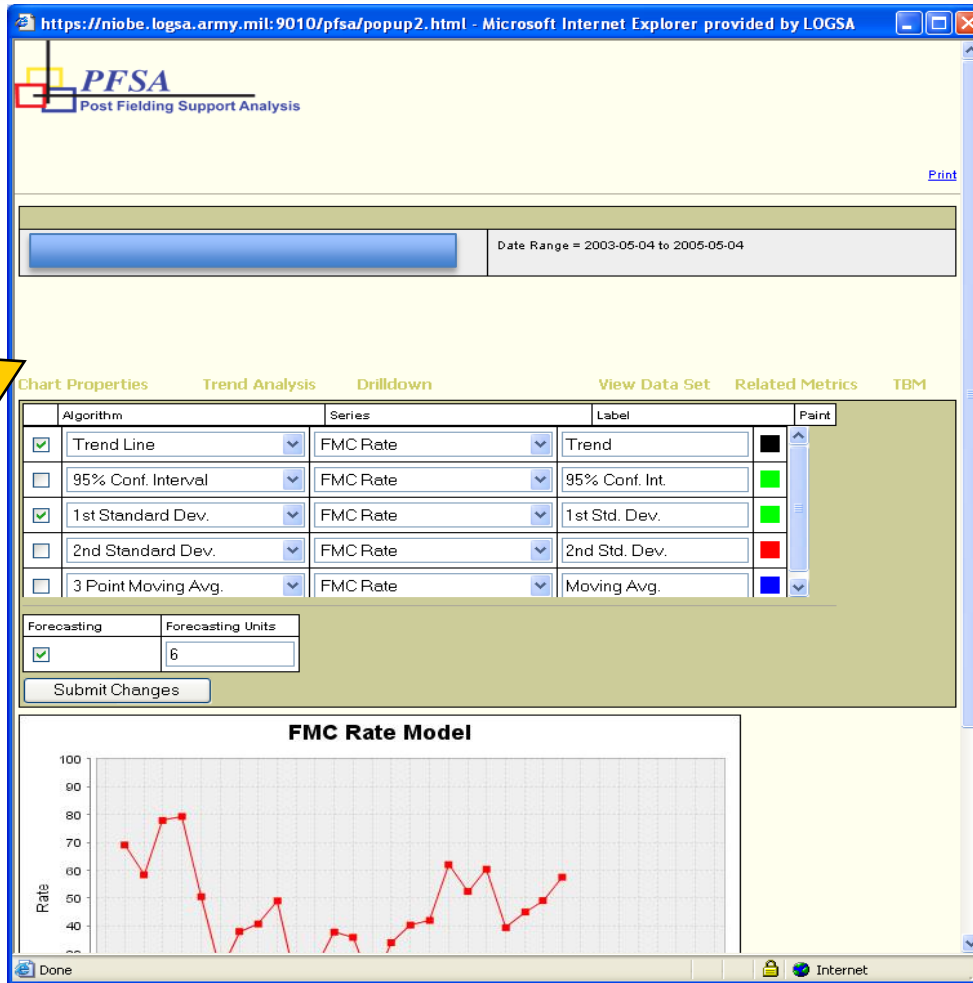 https://niobe.logsa.army.mil:9010/pfsa/popup2.html - Microsoft Internet Explorer provided by LOGSA
PFSA
Post Fielding Support Analysis
Print
Date Range = 2003-05-04 to 2005-05-04
Chart Properties Trend Analysis Drilldown View Data Set Related Metrics TBM
Algorithm Series Label Paint
Trend Line FMC Rate Trend
95% Conf. Interval FMC Rate 95% Conf. Int.
1st Standard Dev. FMC Rate 1st Std. Dev.
2nd Standard Dev. FMC Rate 2nd Std. Dev.
3 Point Moving Avg. FMC Rate Moving Avg.
Forecasting Forecasting Units
6
Submit Changes
FMC Rate Model
100
90
80
70
60
50
40
Rate
Done Internet